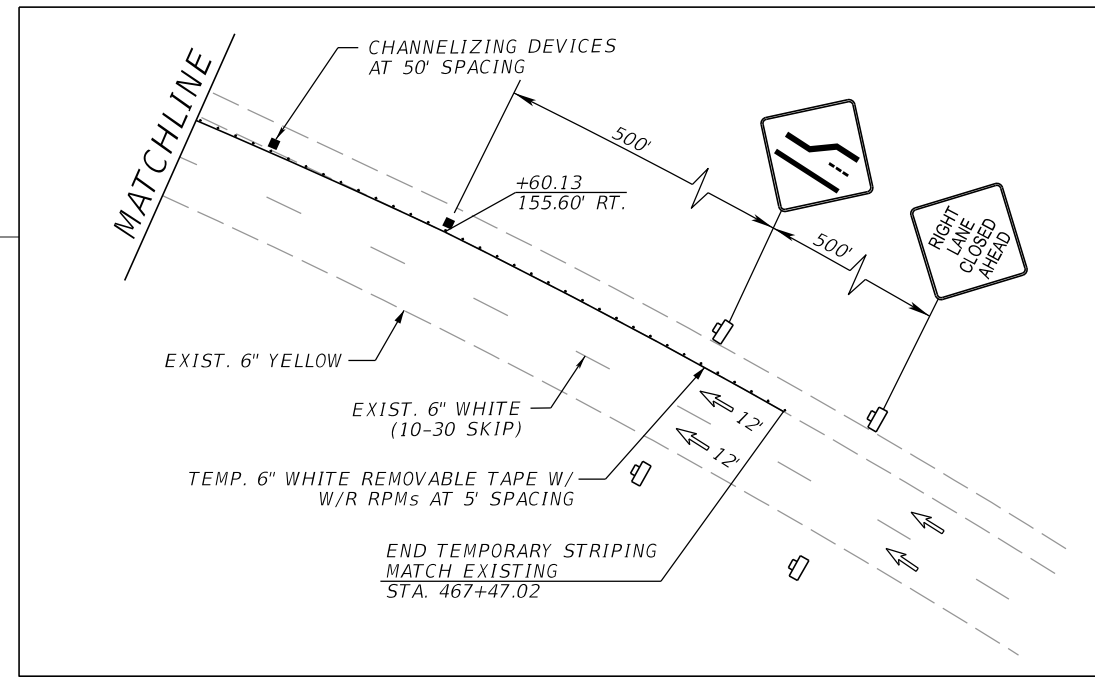 CHANNELIZING DEVICES
AT 50' SPACING
MATCHLINE
500'
+60.13
155.60' RT.
500'
RIGHT
LANE
CLOSED
AHEAD
EXIST. 6" YELLOW
EXIST. 6" WHITE
(10-30 SKIP)
12'
12'
TEMP. 6" WHITE REMOVABLE TAPE W/
W/R RPMs AT 5' SPACING
END TEMPORARY STRIPING
MATCH EXISTING
STA. 467+47.02